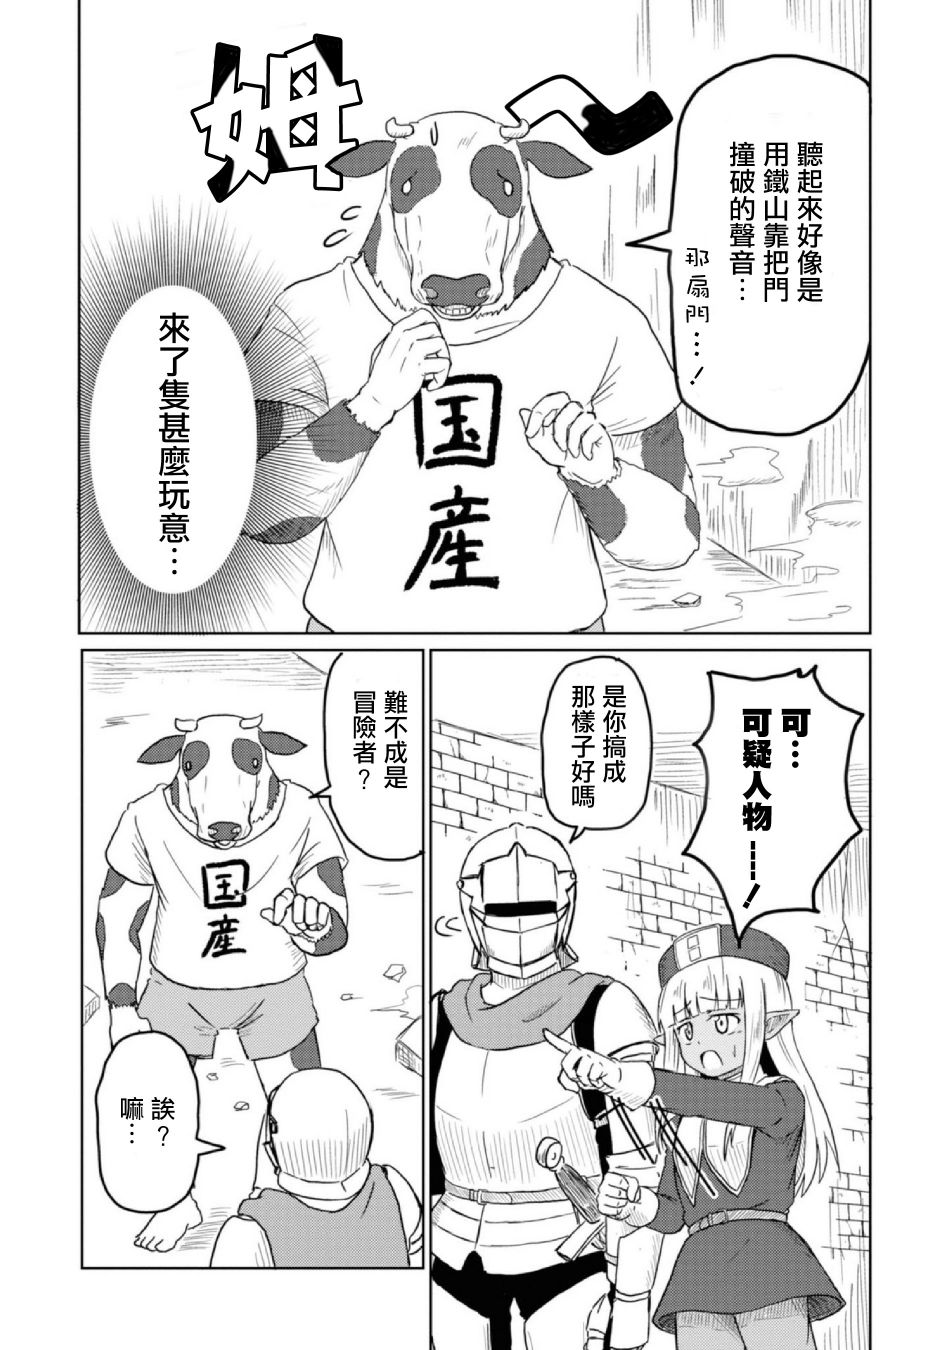 聽起來好像是
用鐵山靠把門
撞破的聲音…
那扇門…！
姆～
国産
來了隻甚麼玩意…
可…
可疑人物……！
是你搞成
那樣子好嗎
難不成是
冒險者？
国産
誒？
嘛…